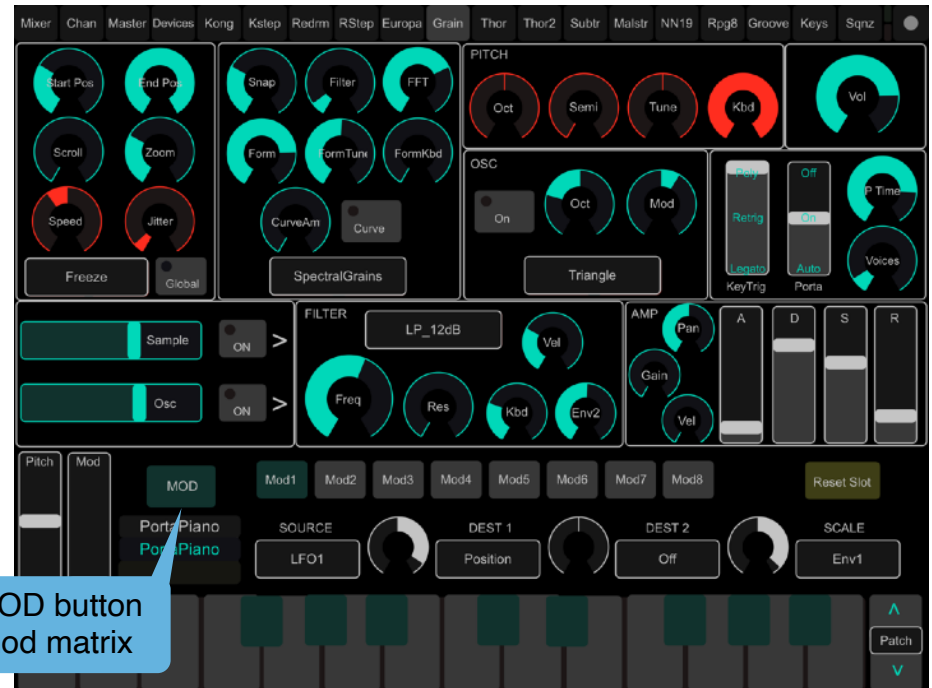 Mixer Chan Master Devices Kong Kstep Redrm RStep Europa Grain Thor Thor2 Subtr Malstr NN19 Rpg8 Groove Keys Sqnz
Start Pos End Pos
Scroll Zoom
Speed Jitter
Freeze Global
Snap Filter FFT
Form FormTune FormKbd
CurveAm Curve
SpectralGrains
PITCH
Oct Semi Tune Kbd
Vol
OSC
On Oct Mod
Triangle
Poly Off
Retrig On
Legato Auto
KeyTrig Porta
P Time
Voices
Sample ON >
Osc ON >
FILTER
LP_12dB
Vel
Freq Res Kbd Env2
AMP
Pan
Gain
Vel
A D S R
Pitch Mod
MOD
Mod1 Mod2 Mod3 Mod4 Mod5 Mod6 Mod7 Mod8
Reset Slot
PortaPiano
PortaPiano
SOURCE DEST 1 DEST 2 SCALE
LFO1 Position Off Env1
OD button
od matrix
Patch